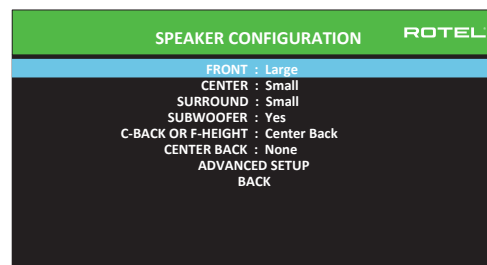 SPEAKER CONFIGURATION
ROTEL
FRONT : Large
CENTER : Small
SURROUND : Small
SUBWOOFER : Yes
C-BACK OR F-HEIGHT : Center Back
CENTER BACK : None
ADVANCED SETUP
BACK